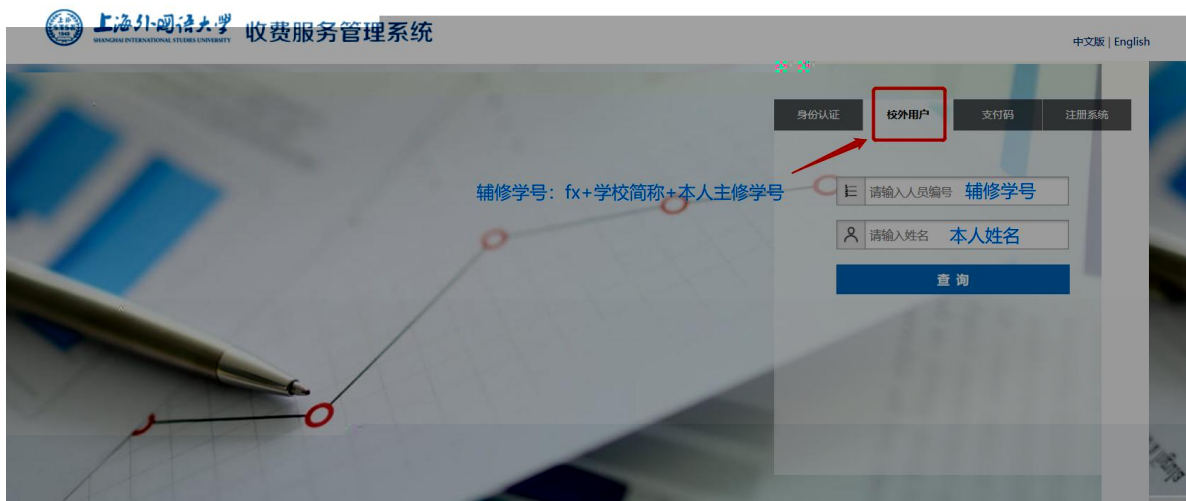 上海外国语大学 收费服务管理系统
SHANGHAI INTERNATIONAL STUDIES UNIVERSITY
中文版 | English
身份认证 校外用户 支付码 注册系统
辅修学号：fx+学校简称+本人主修学号
请输入人员编号 辅修学号
请输入姓名 本人姓名
查 询